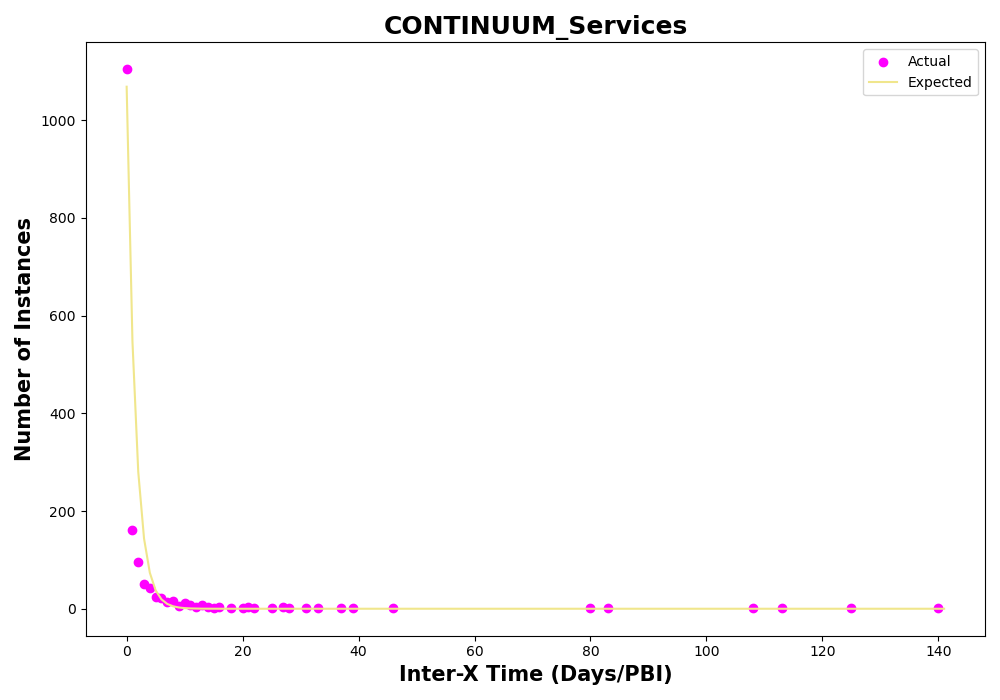 CONTINUUM_Services
Actual
Expected
Number of Instances
1000
800
600
400
200
0
0 20 40 60 80 100 120 140
Inter-X Time (Days/PBI)